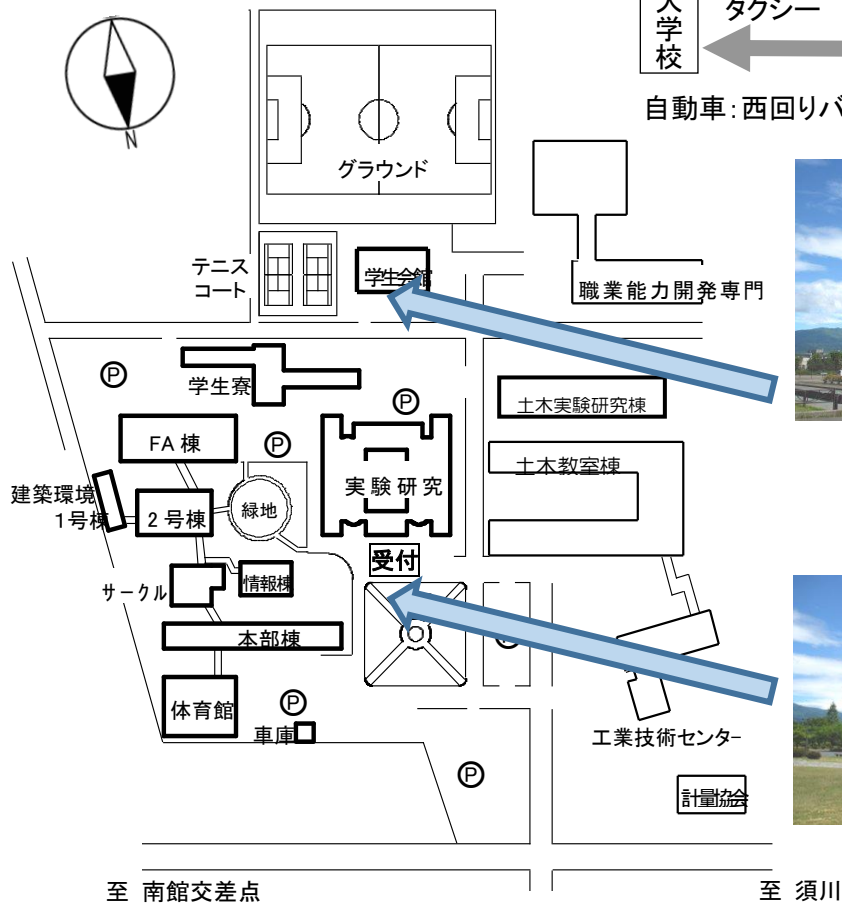 大学校
タクシー
自動車：西回りバ
N
グラウンド
テニス
コート
学生会館
職業能力開発専門
P
学生寮
P
土木実験研究棟
FA 棟
P
土木教室棟
実験研究
建築環境
1号棟
2 号棟
緑地
受付
サークル
情報棟
本部棟
P
体育館
P
車庫
工業技術センター
P
計量協会
至 南館交差点
至 須川